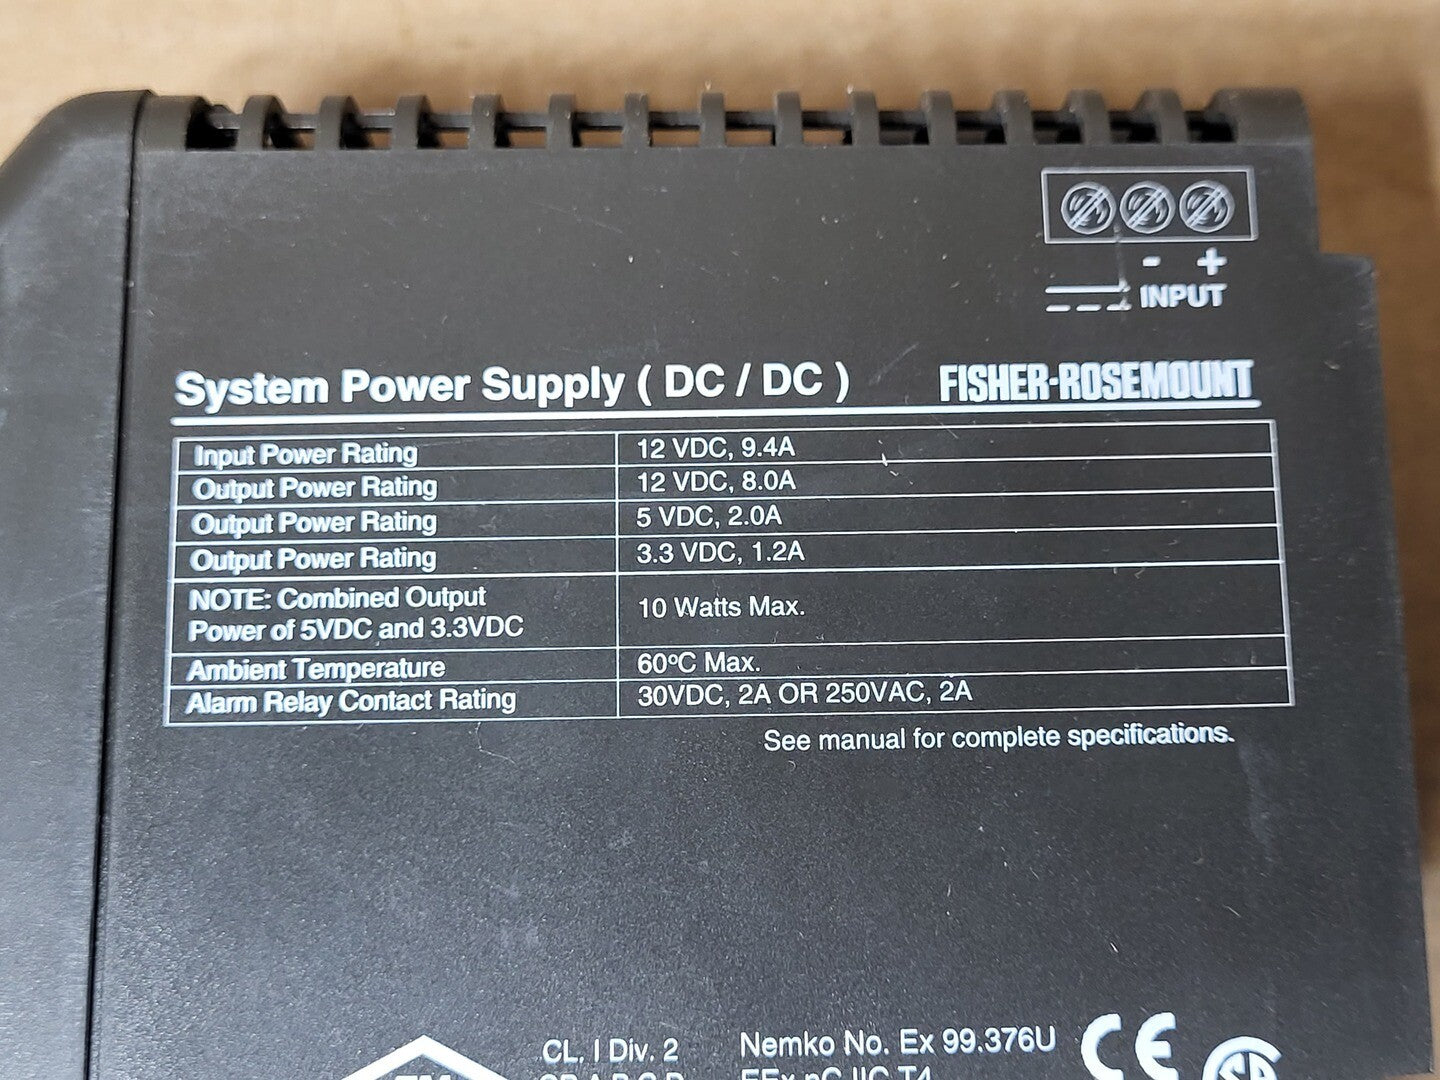 - +
INPUT
System Power Supply ( DC / DC ) FISHER-ROSEMOUNT
Input Power Rating 12 VDC, 9.4A
Output Power Rating 12 VDC, 8.0A
Output Power Rating 5 VDC, 2.0A
Output Power Rating 3.3 VDC, 1.2A
NOTE: Combined Output
Power of 5VDC and 3.3VDC 10 Watts Max.
Ambient Temperature 60ºC Max.
Alarm Relay Contact Rating 30VDC, 2A OR 250VAC, 2A
See manual for complete specifications.
CL. I Div. 2 Nemko No. Ex 99.376U CE